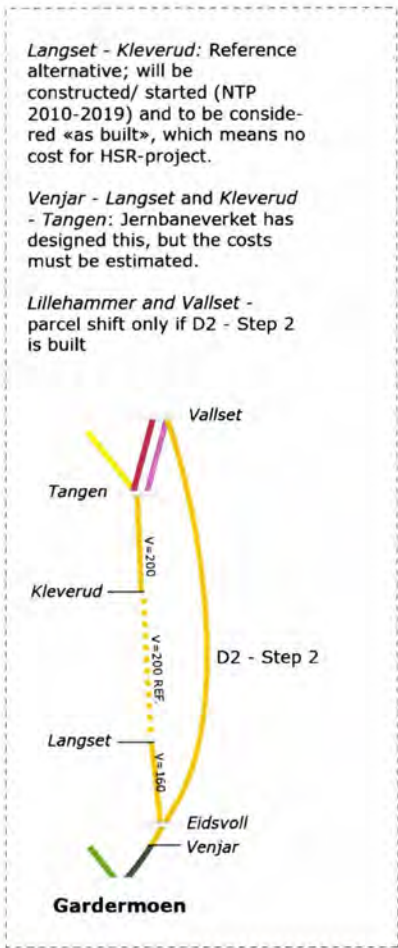 Langset - Kleverud: Reference
alternative; will be
constructed/ started (NTP
2010-2019) and to be conside-
red «as built», which means no
cost for HSR-project.
Venjar - Langset and Kleverud
- Tangen: Jernbaneverket has
designed this, but the costs
must be estimated.
Lillehammer and Vallset -
parcel shift only if D2 - Step 2
is built
Vallset
Tangen
V=200
Kleverud
V=200 REF.
D2 - Step 2
Langset
V=160
Eidsvoll
Venjar
Gardermoen